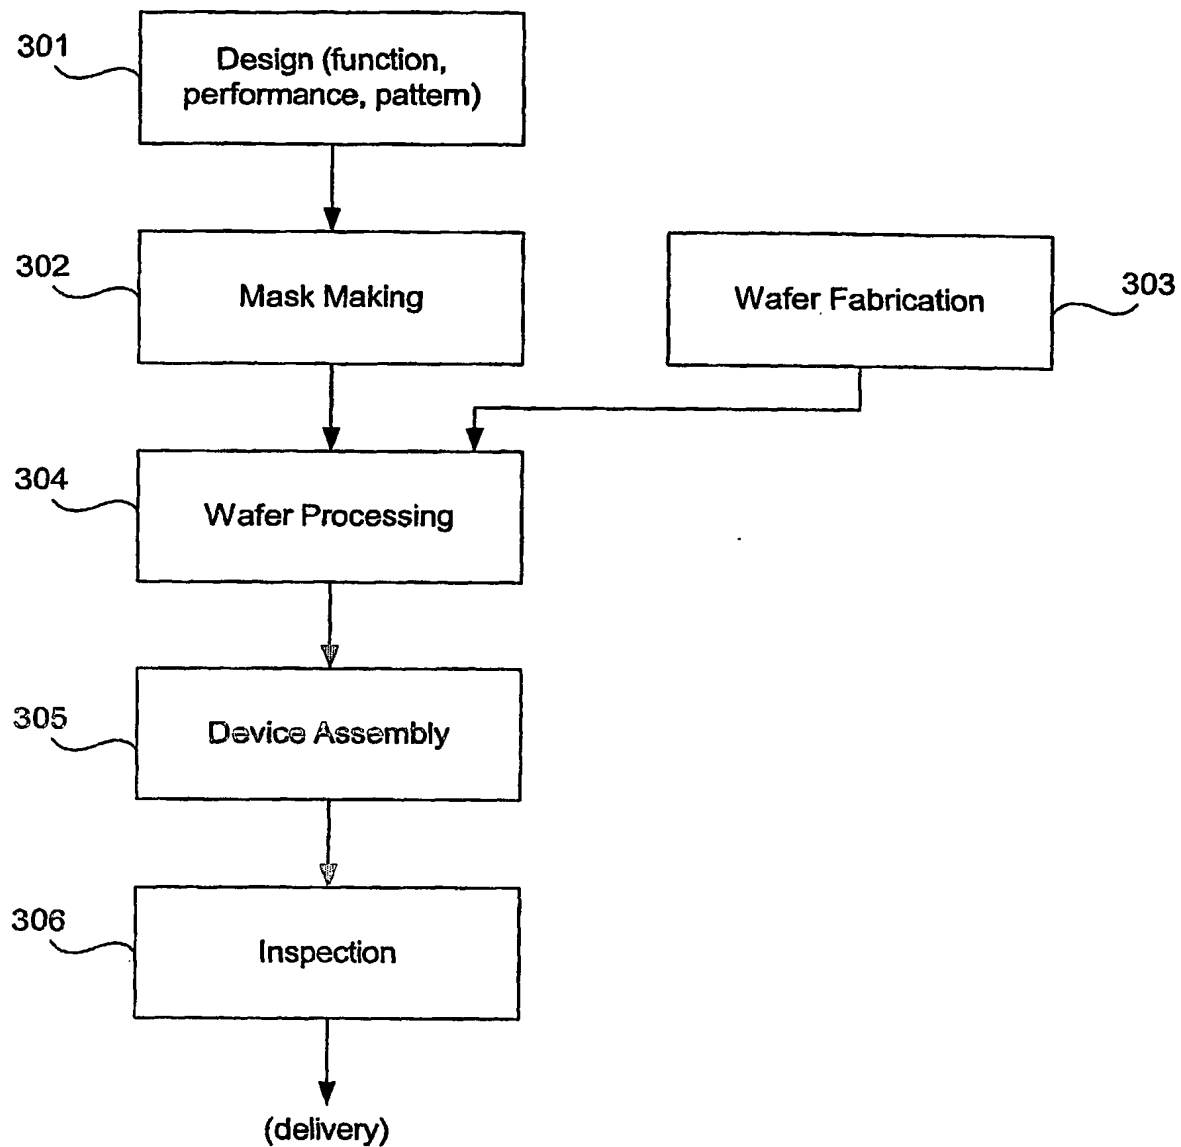 301
Design (function,
performance, pattern)
302
Mask Making
Wafer Fabrication
303
304
Wafer Processing
305
Device Assembly
306
Inspection
(delivery)